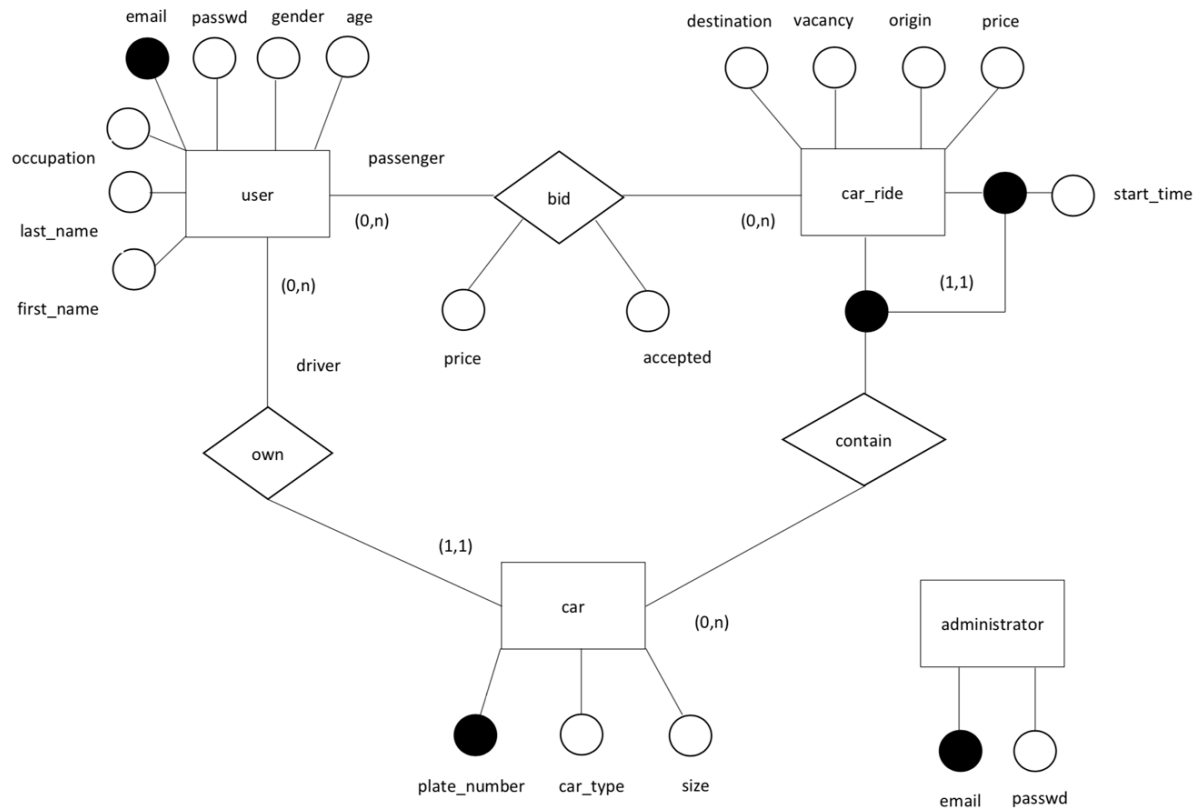 email
passwd
gender
age
destination
vacancy
origin
price
occupation
passenger
user
bid
car_ride
start_time
last_name
(0,n)
(0,n)
first_name
(0,n)
(1,1)
price
accepted
driver
own
contain
(1,1)
car
(0,n)
administrator
plate_number
car_type
size
email
passwd